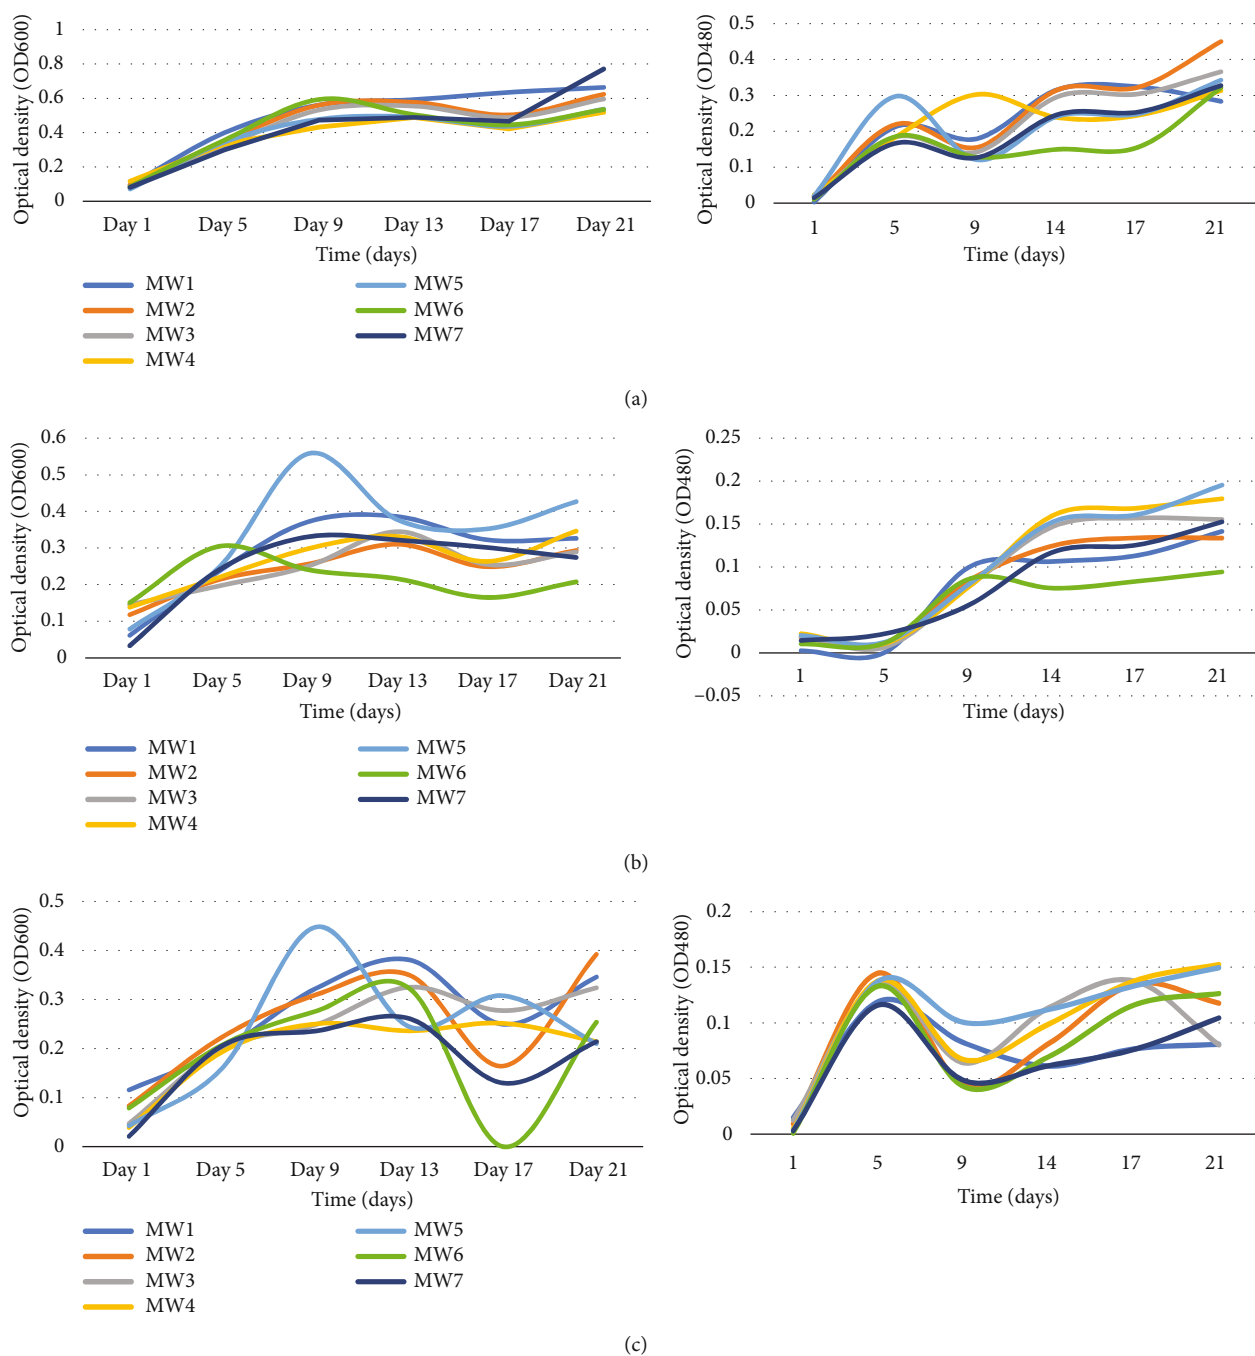 Optical density (OD600)
1
0.8
0.6
0.4
0.2
0
Day 1 Day 5 Day 9 Day 13 Day 17 Day 21
Time (days)
MW1
MW2
MW3
MW4
MW5
MW6
MW7
Optical density (OD480)
0.5
0.4
0.3
0.2
0.1
0
1 5 9 14 17 21
Time (days)
(a)
Optical density (OD600)
0.6
0.5
0.4
0.3
0.2
0.1
0
Day 1 Day 5 Day 9 Day 13 Day 17 Day 21
Time (days)
MW1
MW2
MW3
MW4
MW5
MW6
MW7
Optical density (OD480)
0.25
0.2
0.15
0.1
0.05
0
−0.05
1 5 9 14 17 21
Time (days)
(b)
Optical density (OD600)
0.5
0.4
0.3
0.2
0.1
0
Day 1 Day 5 Day 9 Day 13 Day 17 Day 21
Time (days)
MW1
MW2
MW3
MW4
MW5
MW6
MW7
Optical density (OD480)
0.2
0.15
0.1
0.05
0
1 5 9 14 17 21
Time (days)
(c)